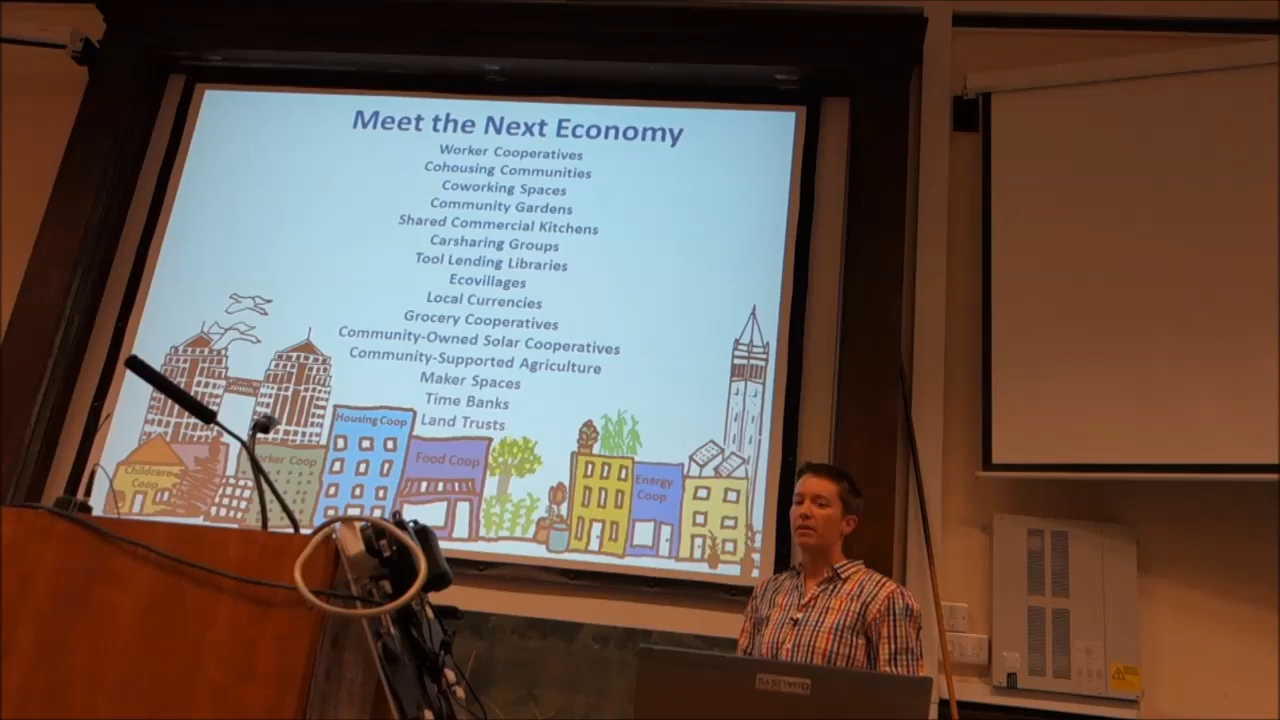 Meet the Next Economy
Worker Cooperatives
Cohousing Communities
Coworking Spaces
Community Gardens
Shared Commercial Kitchens
Carsharing Groups
Tool Lending Libraries
Ecovillages
Local Currencies
Grocery Cooperatives
Community-Owned Solar Cooperatives
Community-Supported Agriculture
Maker Spaces
Time Banks
Land Trusts
Housing Coop
Food Coop
Worker Coop
Childcare
Coop
Energy
Coop